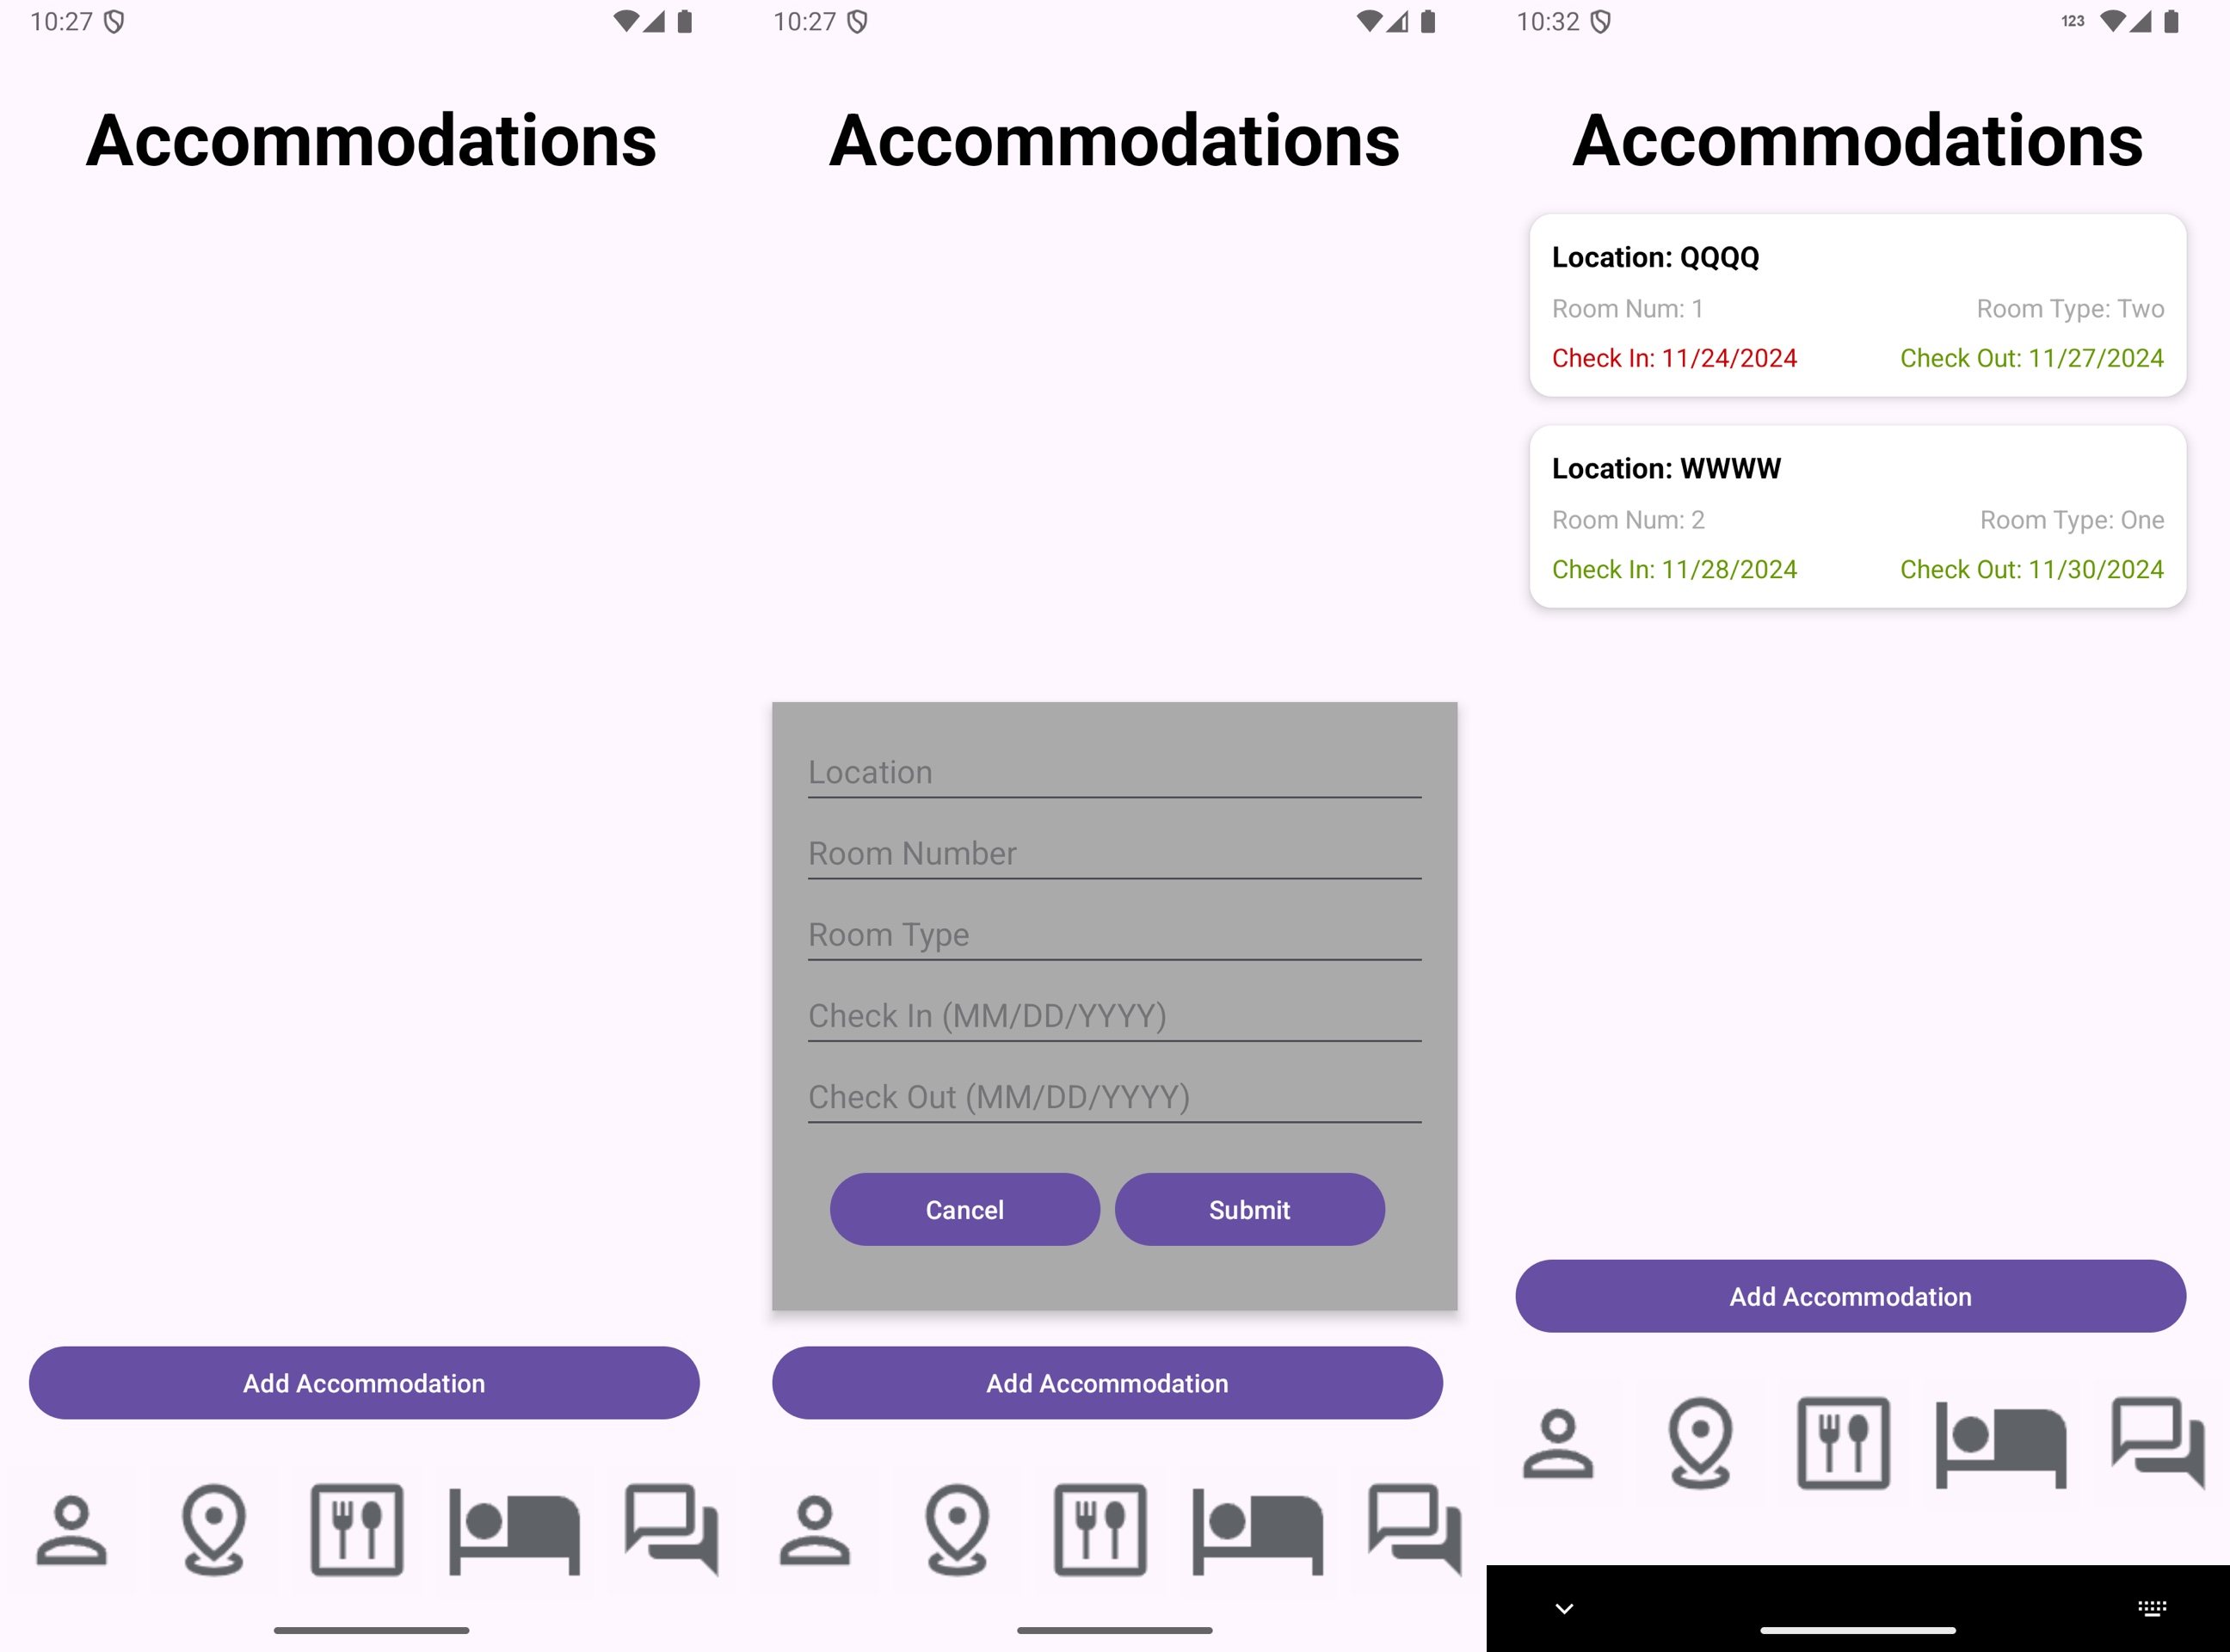 10:27
Accommodations
Add Accommodation
10:27
Accommodations
Location
Room Number
Room Type
Check In (MM/DD/YYYY)
Check Out (MM/DD/YYYY)
Cancel Submit
Add Accommodation
10:32 123
Accommodations
Location: QQQQ
Room Num: 1 Room Type: Two
Check In: 11/24/2024 Check Out: 11/27/2024
Location: WWWW
Room Num: 2 Room Type: One
Check In: 11/28/2024 Check Out: 11/30/2024
Add Accommodation